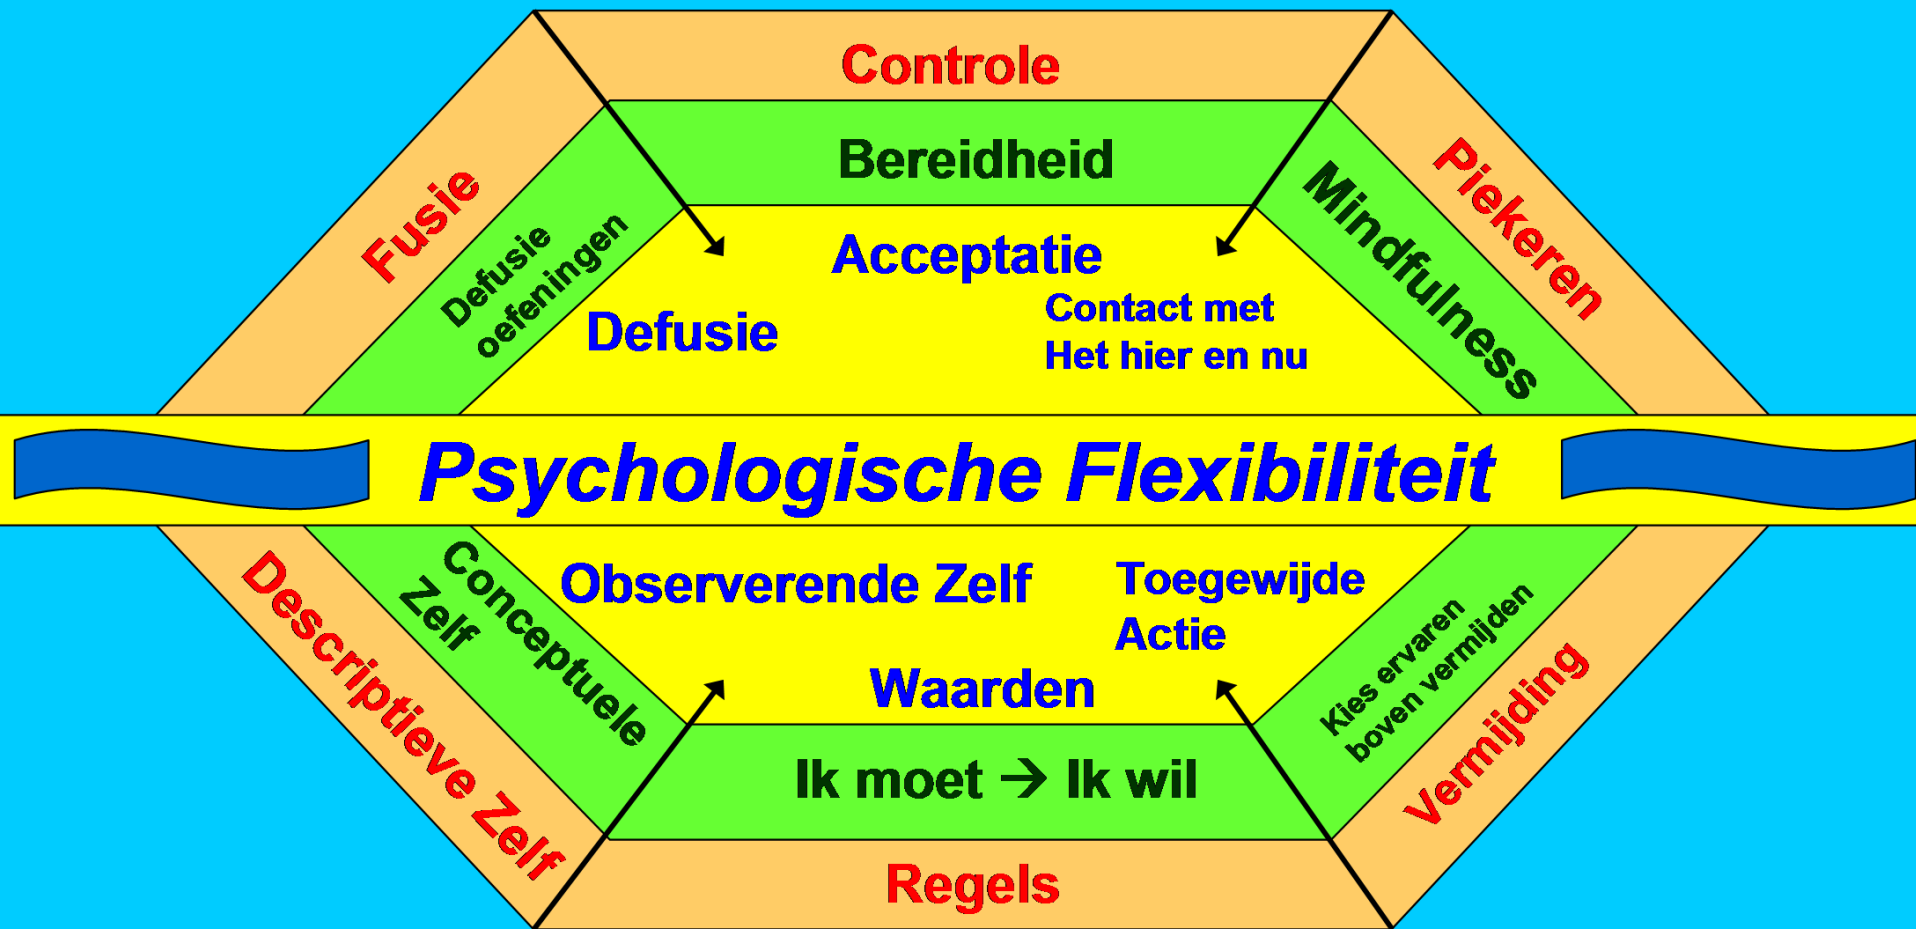 Controle
Bereidheid
Fusie
Defusie
oefeningen
Acceptatie
Defusie
Contact met
Het hier en nu
Mindfulness
Piekeren
Psychologische Flexibiliteit
Descriptieve Zelf
Conceptuele
Zelf
Observerende Zelf
Toegewijde
Actie
Waarden
Kies ervaren
boven vermijden
Vermijding
Ik moet → Ik wil
Regels